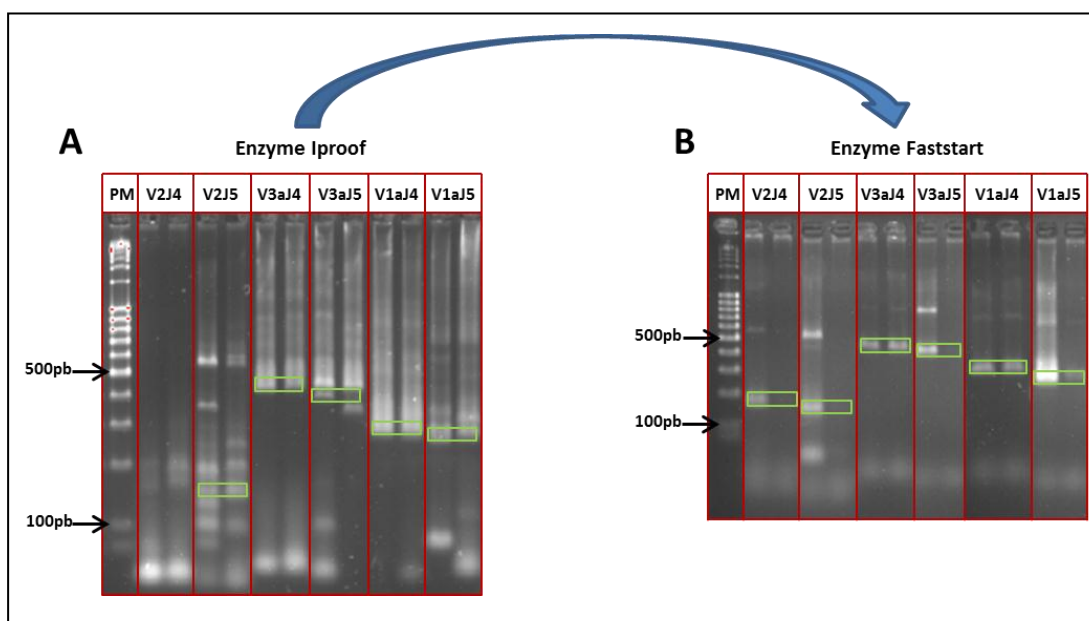 A
Enzyme Iproof
PM V2J4 V2J5 V3aJ4 V3aJ5 V1aJ4 V1aJ5
500pb
100pb
B
Enzyme Faststart
PM V2J4 V2J5 V3aJ4 V3aJ5 V1aJ4 V1aJ5
500pb
100pb